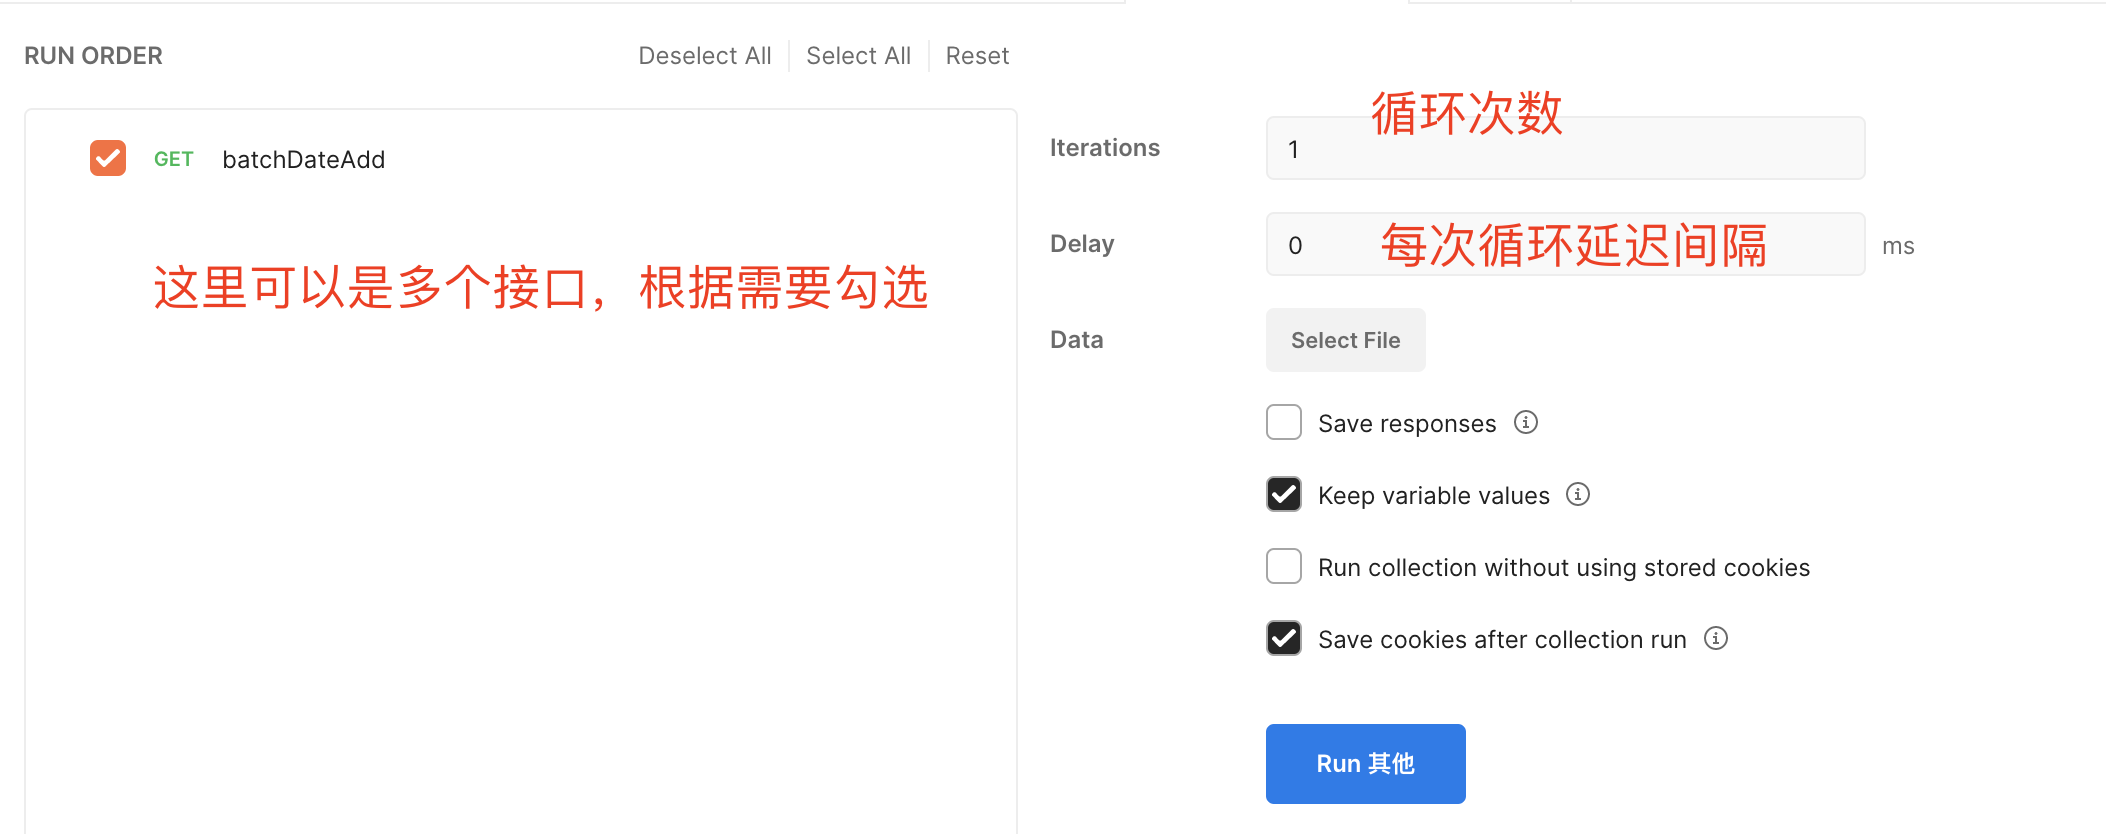 RUN ORDER
Deselect All
Select All
Reset
GET batchDateAdd
这里可以是多个接口，根据需要勾选
循环次数
Iterations
1
Delay
0
每次循环延迟间隔
ms
Data
Select File
Save responses
Keep variable values
Run collection without using stored cookies
Save cookies after collection run
Run 其他